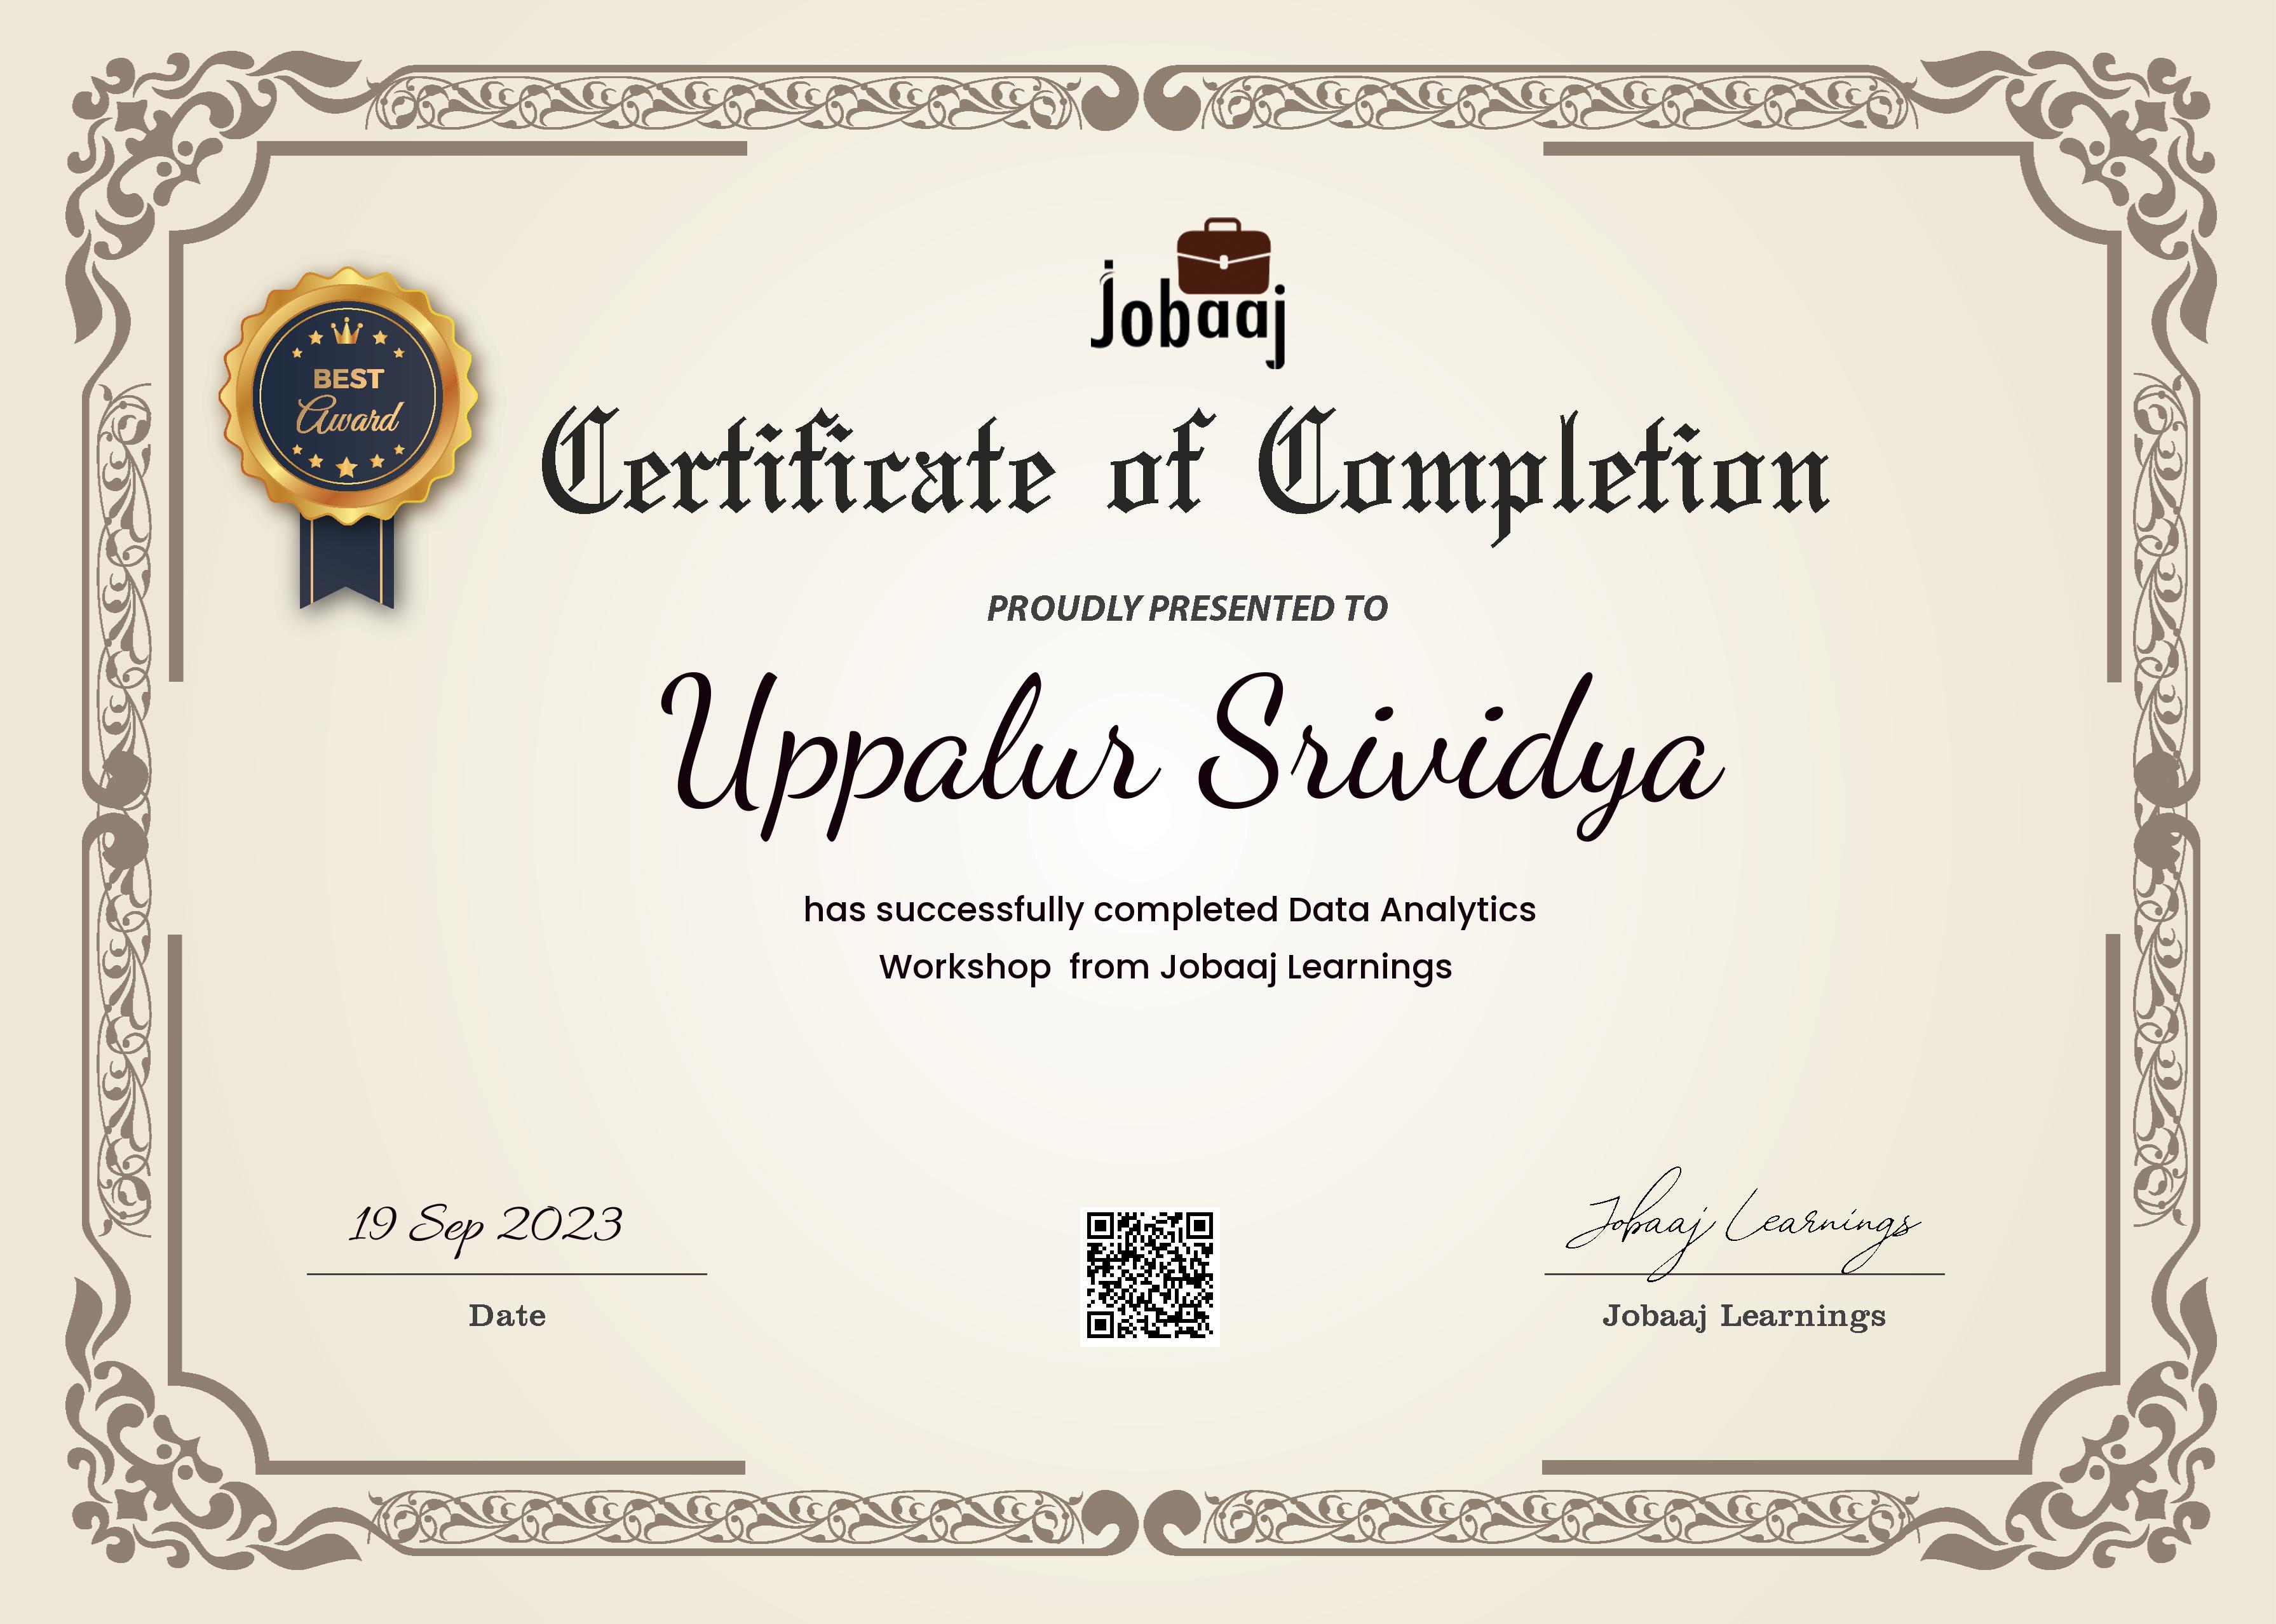 Jobaaj
BEST
Award
Certificate of Completion
PROUDLY PRESENTED TO
Uppalur Srividya
has successfully completed Data Analytics
Workshop from Jobaaj Learnings
19 Sep 2023
Date
Jobaaj Learnings
Jobaaj Learnings